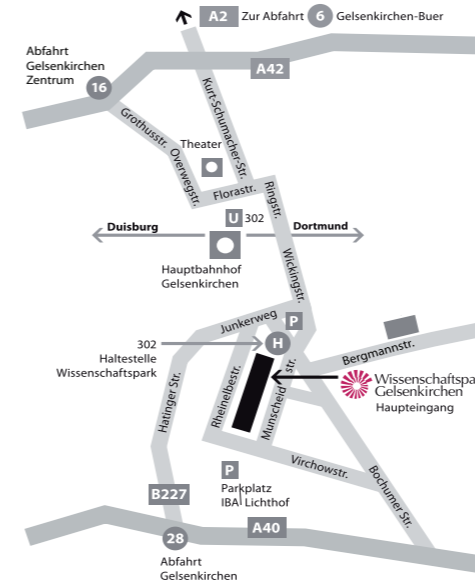 A2 Zur Abfahrt 6 Gelsenkirchen-Buer
Abfahrt
Gelsenkirchen
Zentrum
16
A42
Kurt-Schumacher-Str.
Grothusstr.
Overwegstr.
Theater
Florastr.
Ringstr.
U 302
Duisburg
Dortmund
Hauptbahnhof
Gelsenkirchen
Wickingstr.
Junkerweg
P
302
Haltestelle
Wissenschaftspark
H
Bergmannstr.
Hatinger Str.
Rheinelbestr.
Munscheid str.
Wissenschaftspa
Gelsenkirchen
Haupteingang
Virchowstr.
Bochumer Str.
P
Parkplatz
IBA Lichthof
B227
28
A40
Abfahrt
Gelsenkirchen